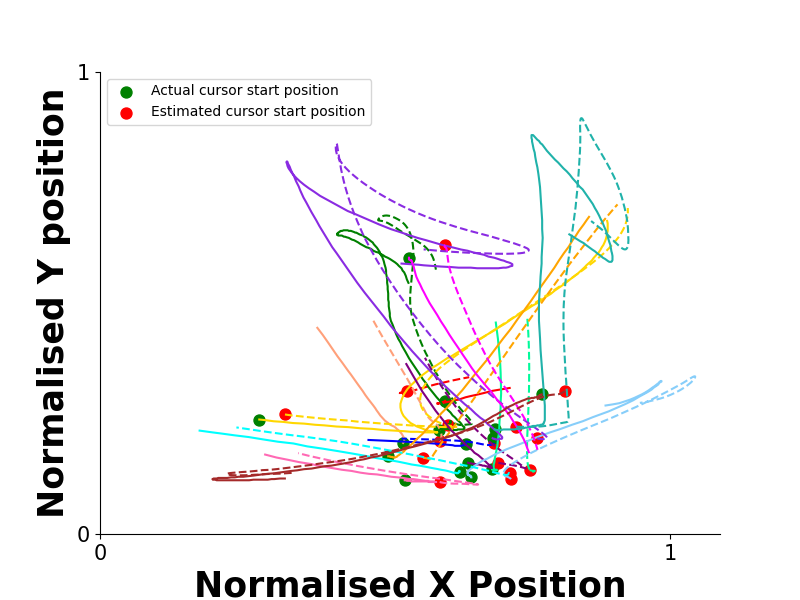 1
Actual cursor start position
Estimated cursor start position
Normalised Y position
0
0
1
Normalised X Position